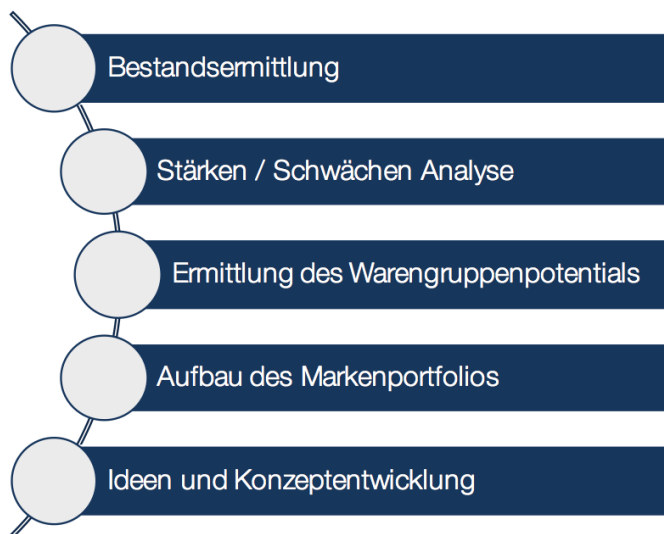 Bestandsermittlung
Stärken / Schwächen Analyse
Ermittlung des Warengruppenpotentials
Aufbau des Markenportfolios
Ideen und Konzeptentwicklung